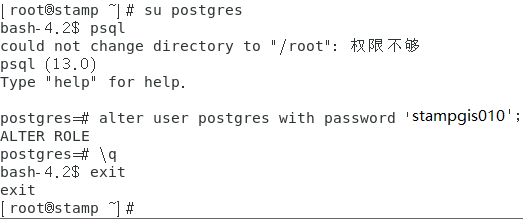 [root@stamp ~]# su postgres
bash-4.2$ psql
could not change directory to "/root": 权限不够
psql (13.0)
Type "help" for help.
postgres=# alter user postgres with password 'stampgis010';
ALTER ROLE
postgres=# \q
bash-4.2$ exit
exit
[root@stamp ~]#